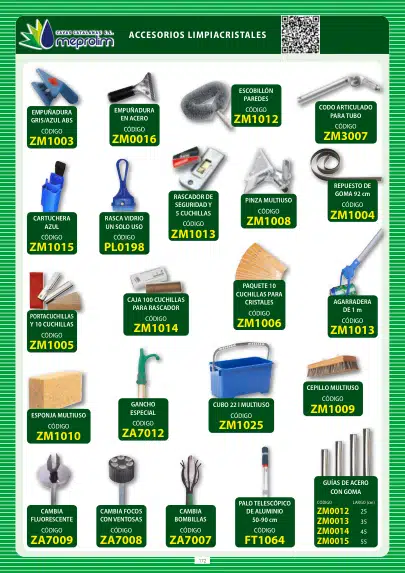 ZAYAS CATALANAS S.L.
meprolim
ACCESORIOS LIMPIACRISTALES
EMPUÑADURA
GRIS/AZUL ABS
CÓDIGO
ZM1003
EMPUÑADURA
EN ACERO
CÓDIGO
ZM0016
ESCOBILLÓN
PAREDES
CÓDIGO
ZM1012
CODO ARTICULADO
PARA TUBO
CÓDIGO
ZM3007
CARTUCHERA
AZUL
CÓDIGO
ZM1015
RASCA VIDRIO
UN SOLO USO
CÓDIGO
PL0198
RASCADOR DE
SEGURIDAD Y
5 CUCHILLAS
CÓDIGO
ZM1013
PINZA MULTIUSO
CÓDIGO
ZM1008
REPUESTO DE
GOMA 92 cm
CÓDIGO
ZM1004
PORTACUCHILLAS
Y 10 CUCHILLAS
CÓDIGO
ZM1005
CAJA 100 CUCHILLAS
PARA RASCADOR
CÓDIGO
ZM1014
PAQUETE 10
CUCHILLAS PARA
CRISTALES
CÓDIGO
ZM1006
AGARRADERA
DE 1 m
CÓDIGO
ZM1013
ESPONJA MULTIUSO
CÓDIGO
ZM1010
GANCHO
ESPECIAL
CÓDIGO
ZA7012
CUBO 22 l MULTIUSO
CÓDIGO
ZM1025
CEPILLO MULTIUSO
CÓDIGO
ZM1009
CAMBIA
FLUORESCENTE
CÓDIGO
ZA7009
CAMBIA FOCOS
CON VENTOSAS
CÓDIGO
ZA7008
CAMBIA
BOMBILLAS
CÓDIGO
ZA7007
PALO TELESCÓPICO
DE ALUMINIO
50-90 cm
CÓDIGO
FT1064
GUÍAS DE ACERO
CON GOMA
CÓDIGO LARGO (cm)
ZM0012 25
ZM0013 35
ZM0014 45
ZM0015 55
172